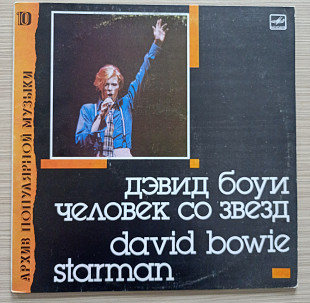 10
АРХИВ ПОПУЛЯРНОЙ МУЗЫКИ
дэвид боуи
человек со звезд
david bowie
starman